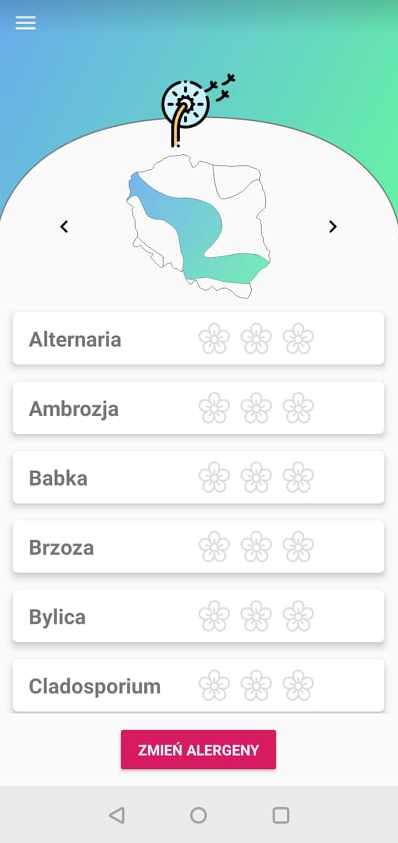 Alternaria
Ambrozja
Babka
Brzoza
Bylica
Cladosporium
ZMIEŃ ALERGENY